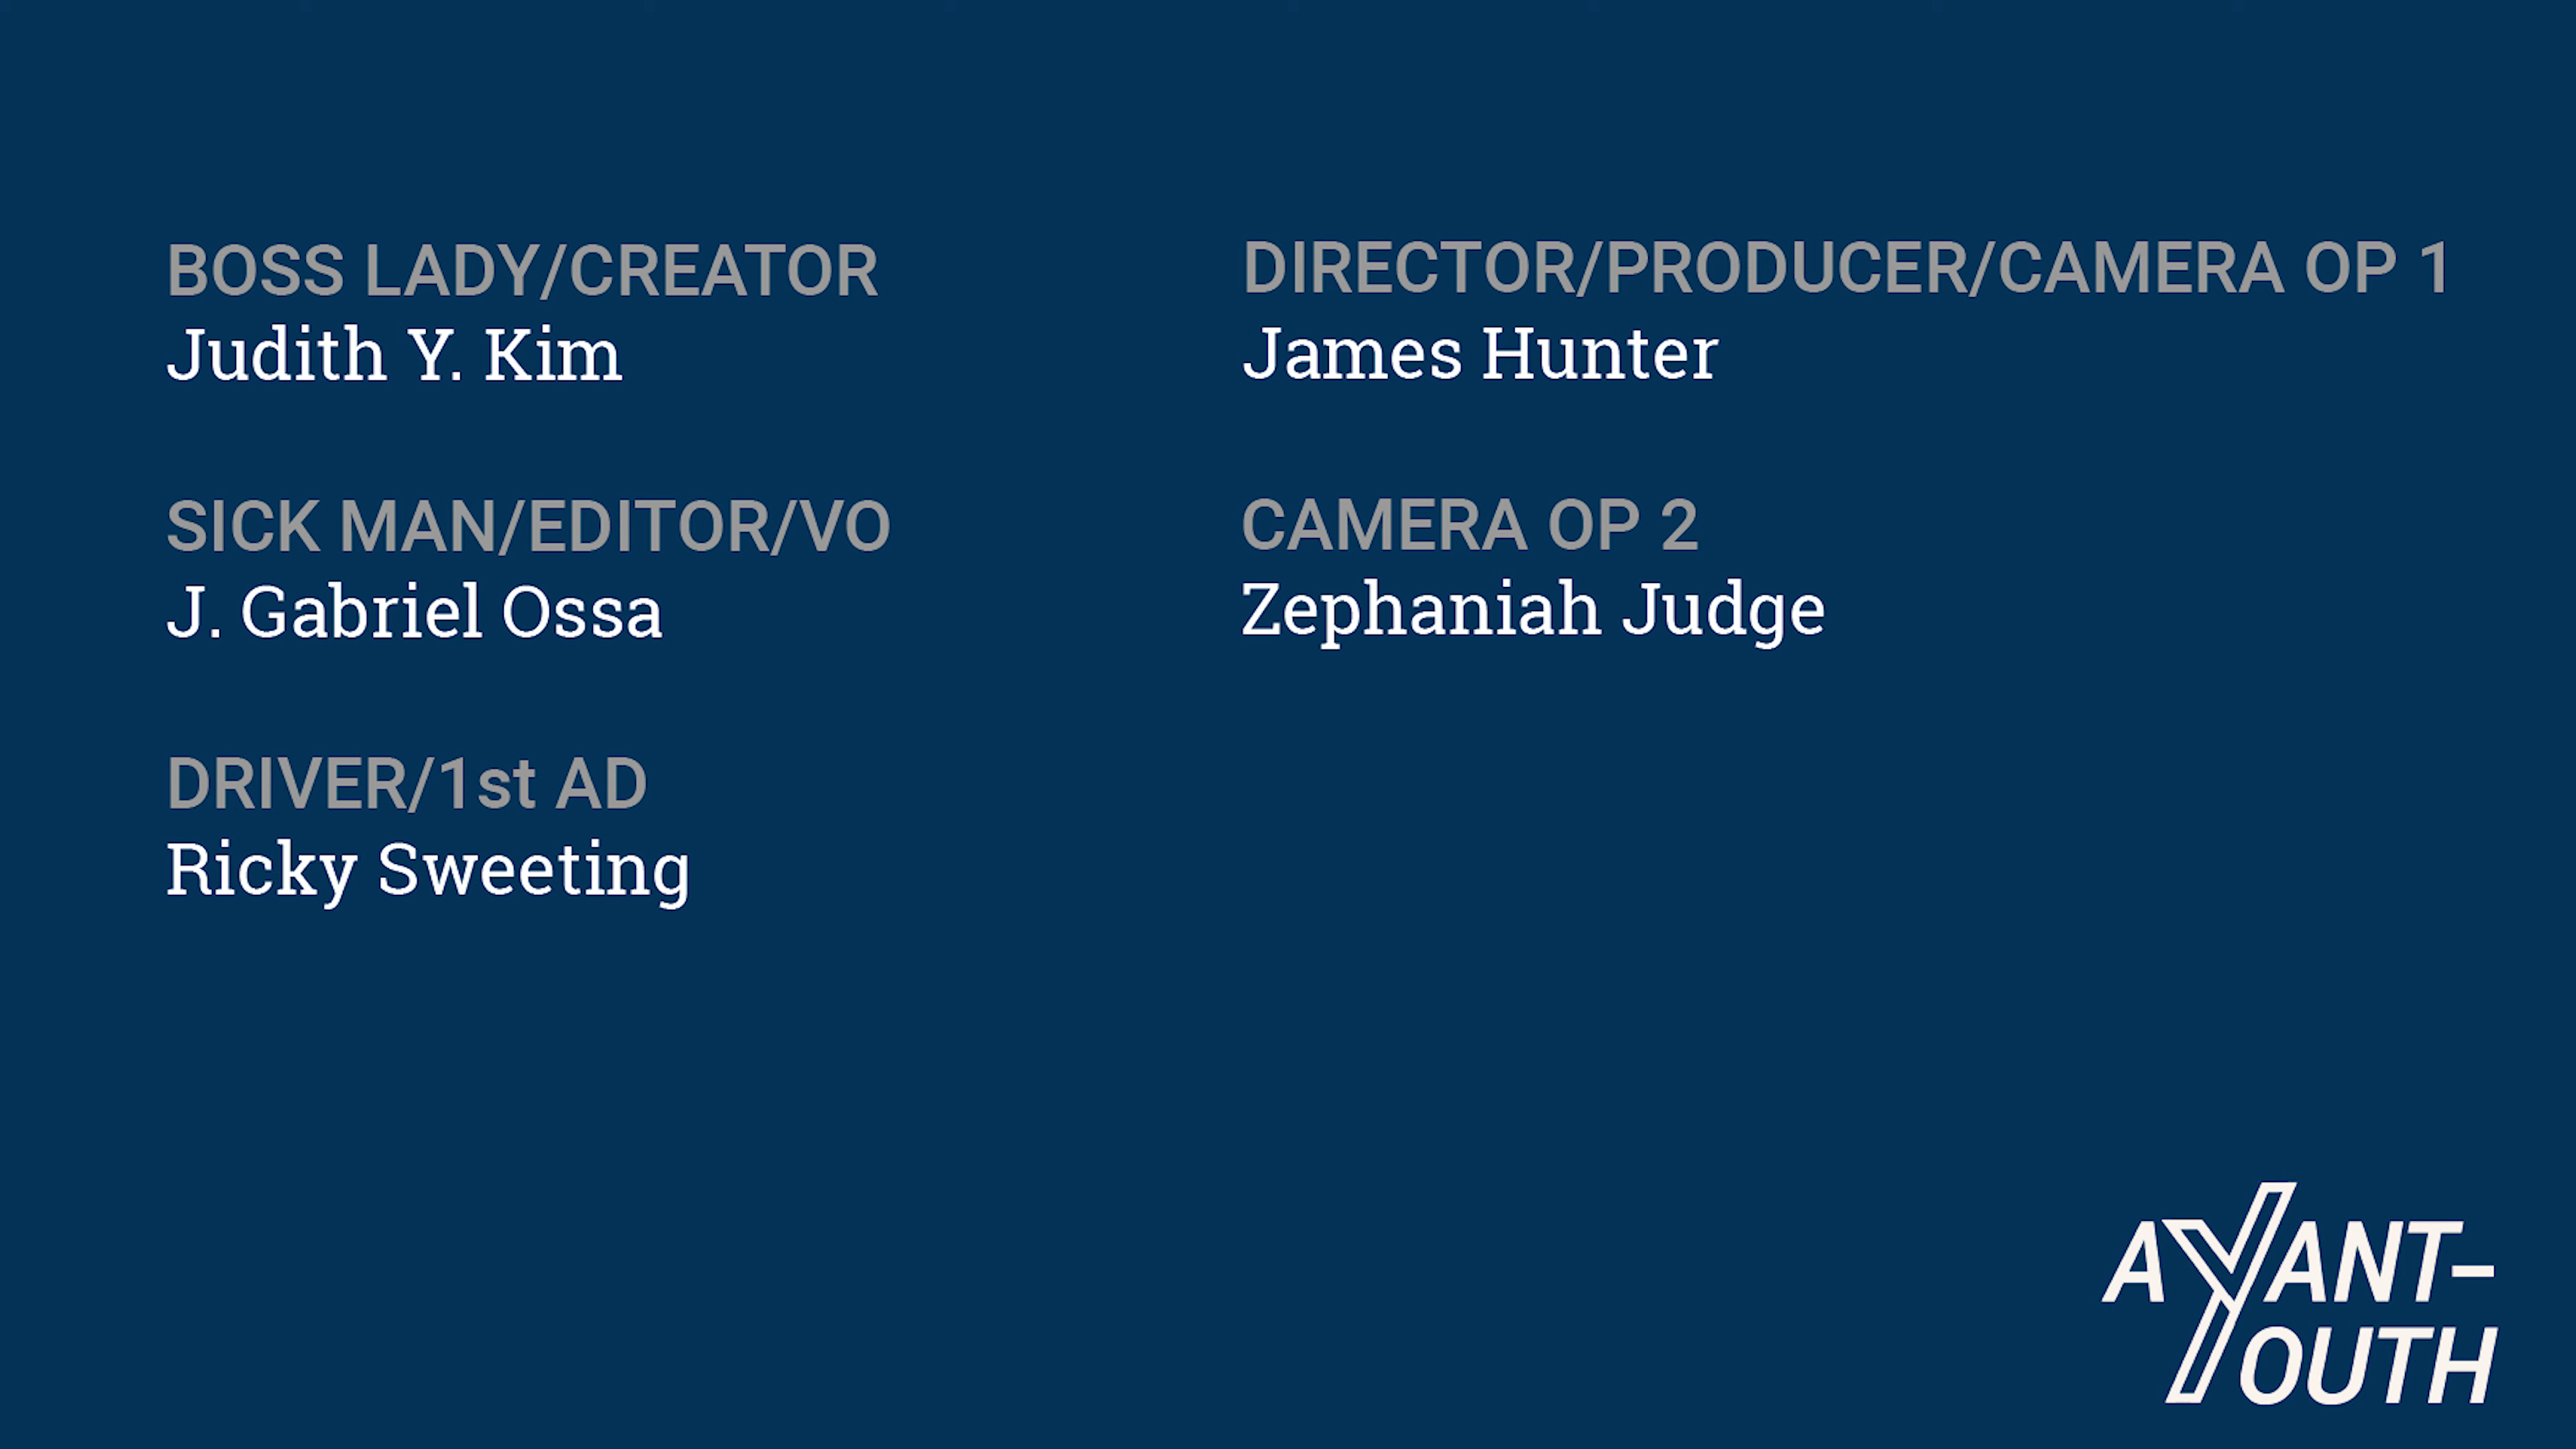 BOSS LADY/CREATOR
Judith Y. Kim
SICK MAN/EDITOR/VO
J. Gabriel Ossa
DRIVER/1st AD
Ricky Sweeting
DIRECTOR/PRODUCER/CAMERA OP 1
James Hunter
CAMERA OP 2
Zephaniah Judge
AVANT-
YOUTH